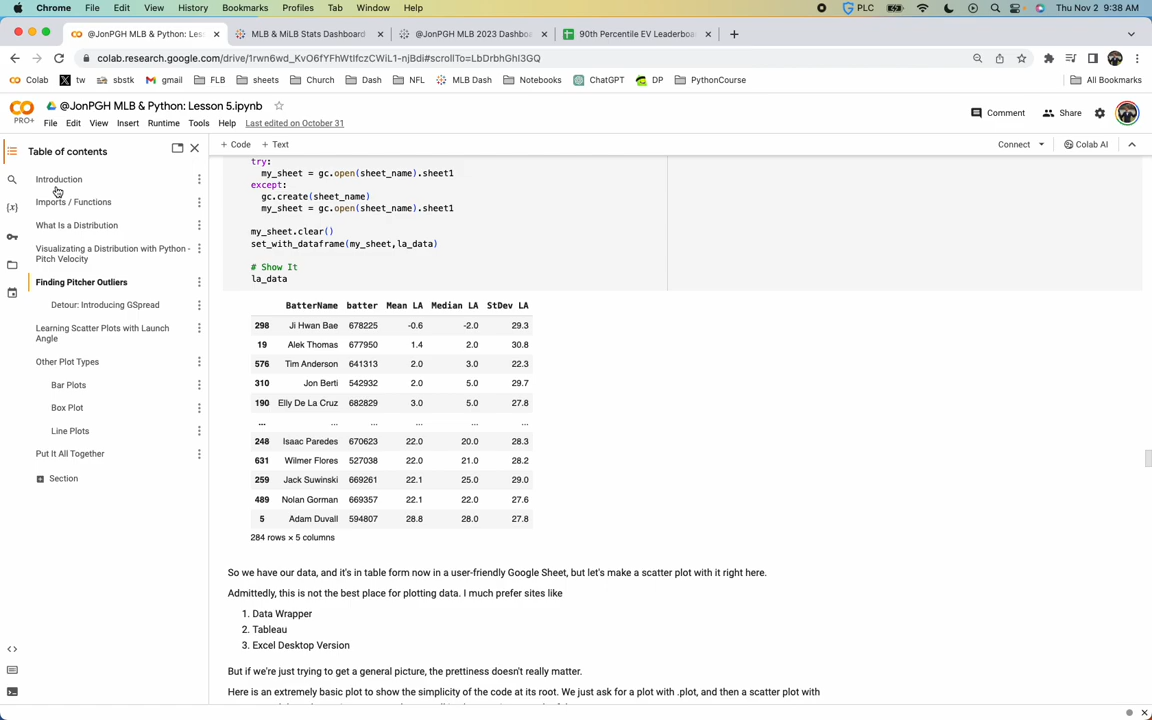 Chrome File Edit View History Bookmarks Profiles Tab Window Help PLC Thu Nov 2 9:38 AM
@JonPGH MLB & Python: Les MLB & MiLB Stats Dashboard @JonPGH MLB 2023 Dashbo 90th Percentile EV Leaderboa
colab.research.google.com/drive/1rwn6wd_KvO6fYFhWtIfczCWiL1-njBdi#scrollTo=LbDrbhGhI3GQ
Colab tw sbstk gmail FLB sheets Church Dash NFL MLB Dash Notebooks ChatGPT DP PythonCourse All Bookmarks
CO PRO+ @JonPGH MLB & Python: Lesson 5.ipynb
File Edit View Insert Runtime Tools Help Last edited on October 31
Comment Share
Table of contents
+ Code + Text Connect Colab AI
Introduction
Imports / Functions
What Is a Distribution
Visualizating a Distribution with Python -
Pitch Velocity
Finding Pitcher Outliers
Detour: Introducing GSpread
Learning Scatter Plots with Launch
Angle
Other Plot Types
Bar Plots
Box Plot
Line Plots
Put It All Together
Section
{x}
try:
my_sheet = gc.open(sheet_name).sheet1
except:
gc.create(sheet_name)
my_sheet = gc.open(sheet_name).sheet1
my_sheet.clear()
set_with_dataframe(my_sheet,la_data)
# Show It
la_data
BatterName batter Mean LA Median LA StDev LA
298 Ji Hwan Bae 678225 -0.6 -2.0 29.3
19 Alek Thomas 677950 1.4 2.0 30.8
576 Tim Anderson 641313 2.0 3.0 22.3
310 Jon Berti 542932 2.0 5.0 29.7
190 Elly De La Cruz 682829 3.0 5.0 27.8
... ... ... ... ... ...
248 Isaac Paredes 670623 22.0 20.0 28.3
631 Wilmer Flores 527038 22.0 21.0 28.2
259 Jack Suwinski 669261 22.1 25.0 29.0
489 Nolan Gorman 669357 22.1 22.0 27.6
5 Adam Duvall 594807 28.8 28.0 27.8
284 rows × 5 columns
So we have our data, and it's in table form now in a user-friendly Google Sheet, but let's make a scatter plot with it right here.
Admittedly, this is not the best place for plotting data. I much prefer sites like
1. Data Wrapper
2. Tableau
3. Excel Desktop Version
But if we're just trying to get a general picture, the prettiness doesn't really matter.
Here is an extremely basic plot to show the simplicity of the code at its root. We just ask for a plot with .plot, and then a scatter plot with